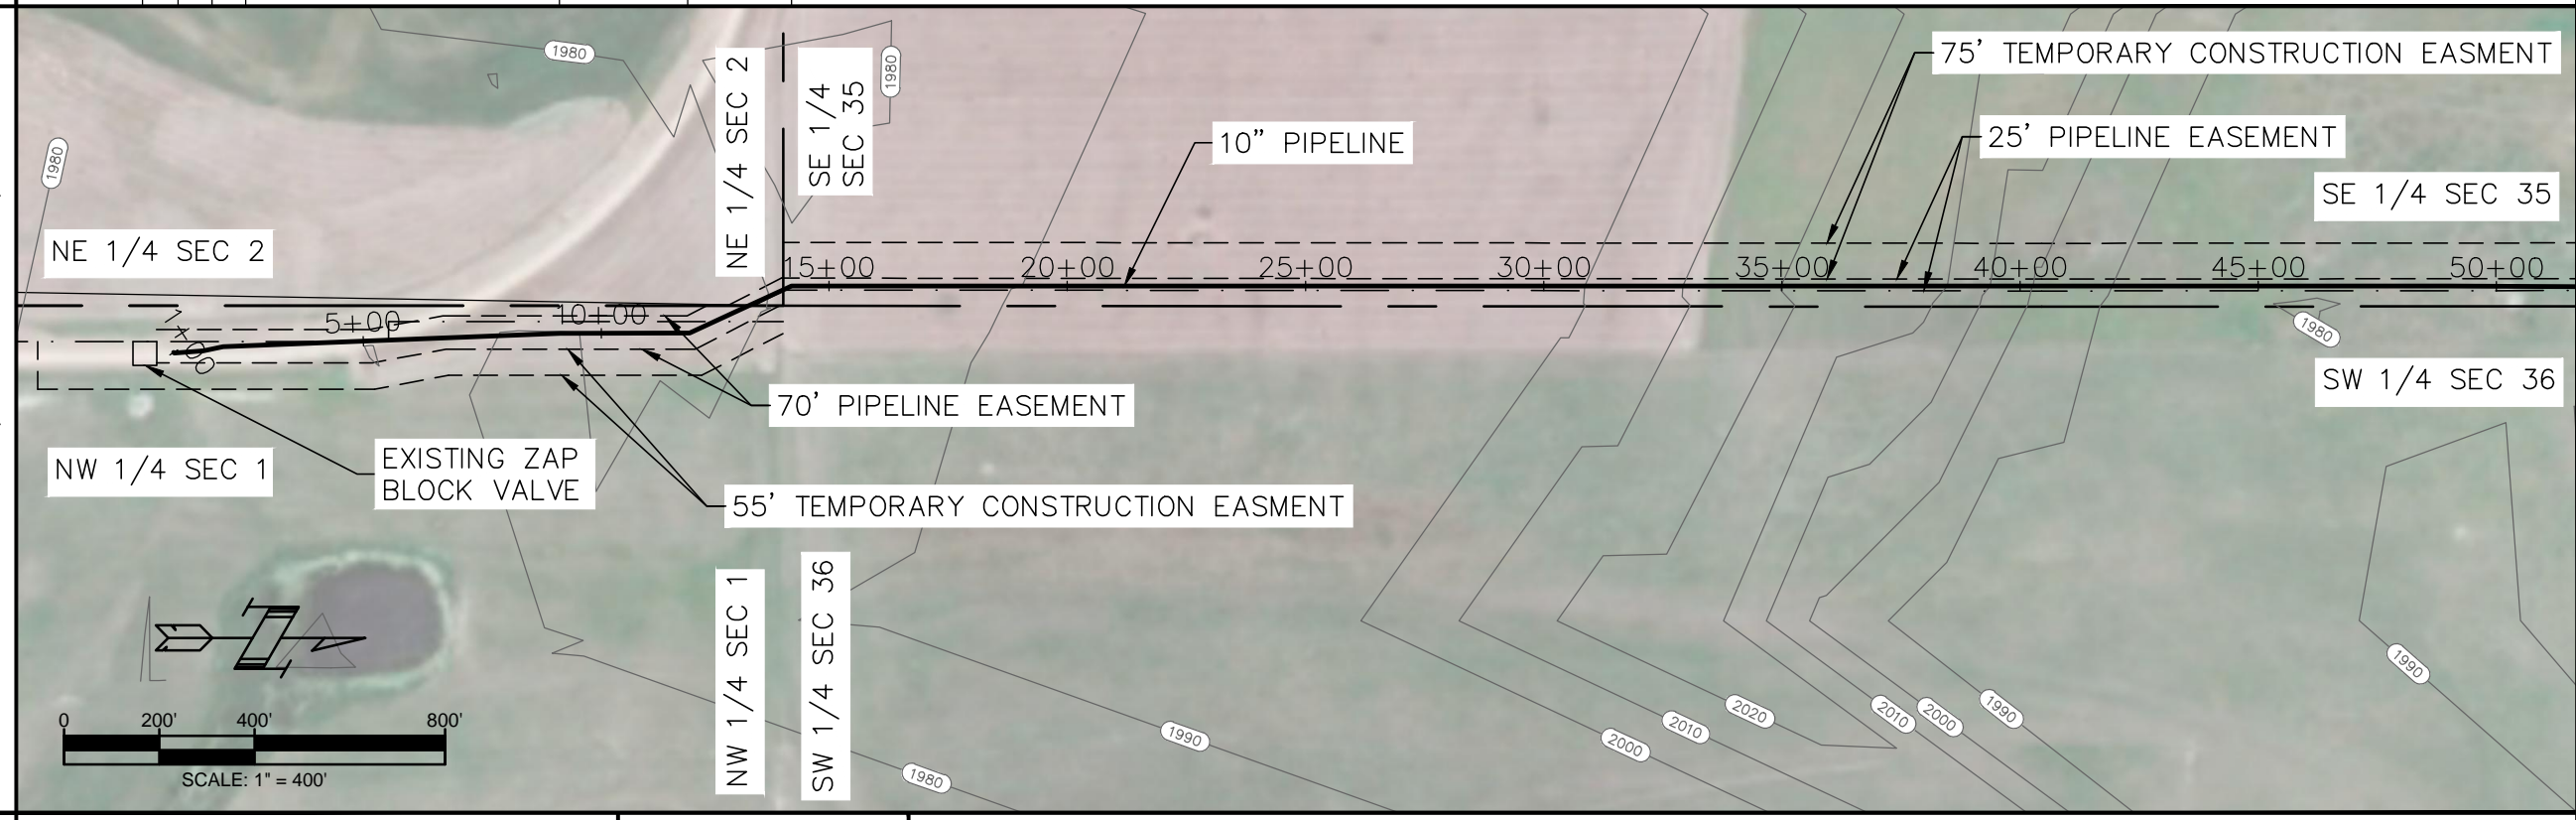 1980
75' TEMPORARY CONSTRUCTION EASMENT
1980
NE 1/4 SEC 2
SE 1/4
SEC 35
10" PIPELINE
25' PIPELINE EASEMENT
1980
SE 1/4 SEC 35
NE 1/4 SEC 2
15+00
20+00
25+00
30+00
35+00
40+00
45+00
50+00
1+00
5+00
10+00
1980
SW 1/4 SEC 36
70' PIPELINE EASEMENT
NW 1/4 SEC 1
EXISTING ZAP
BLOCK VALVE
55' TEMPORARY CONSTRUCTION EASMENT
NW 1/4 SEC 1
SW 1/4 SEC 36
1990
2020
2010
2000
1990
2010
2000
1990
1980
0 200' 400' 800'
SCALE: 1" = 400'